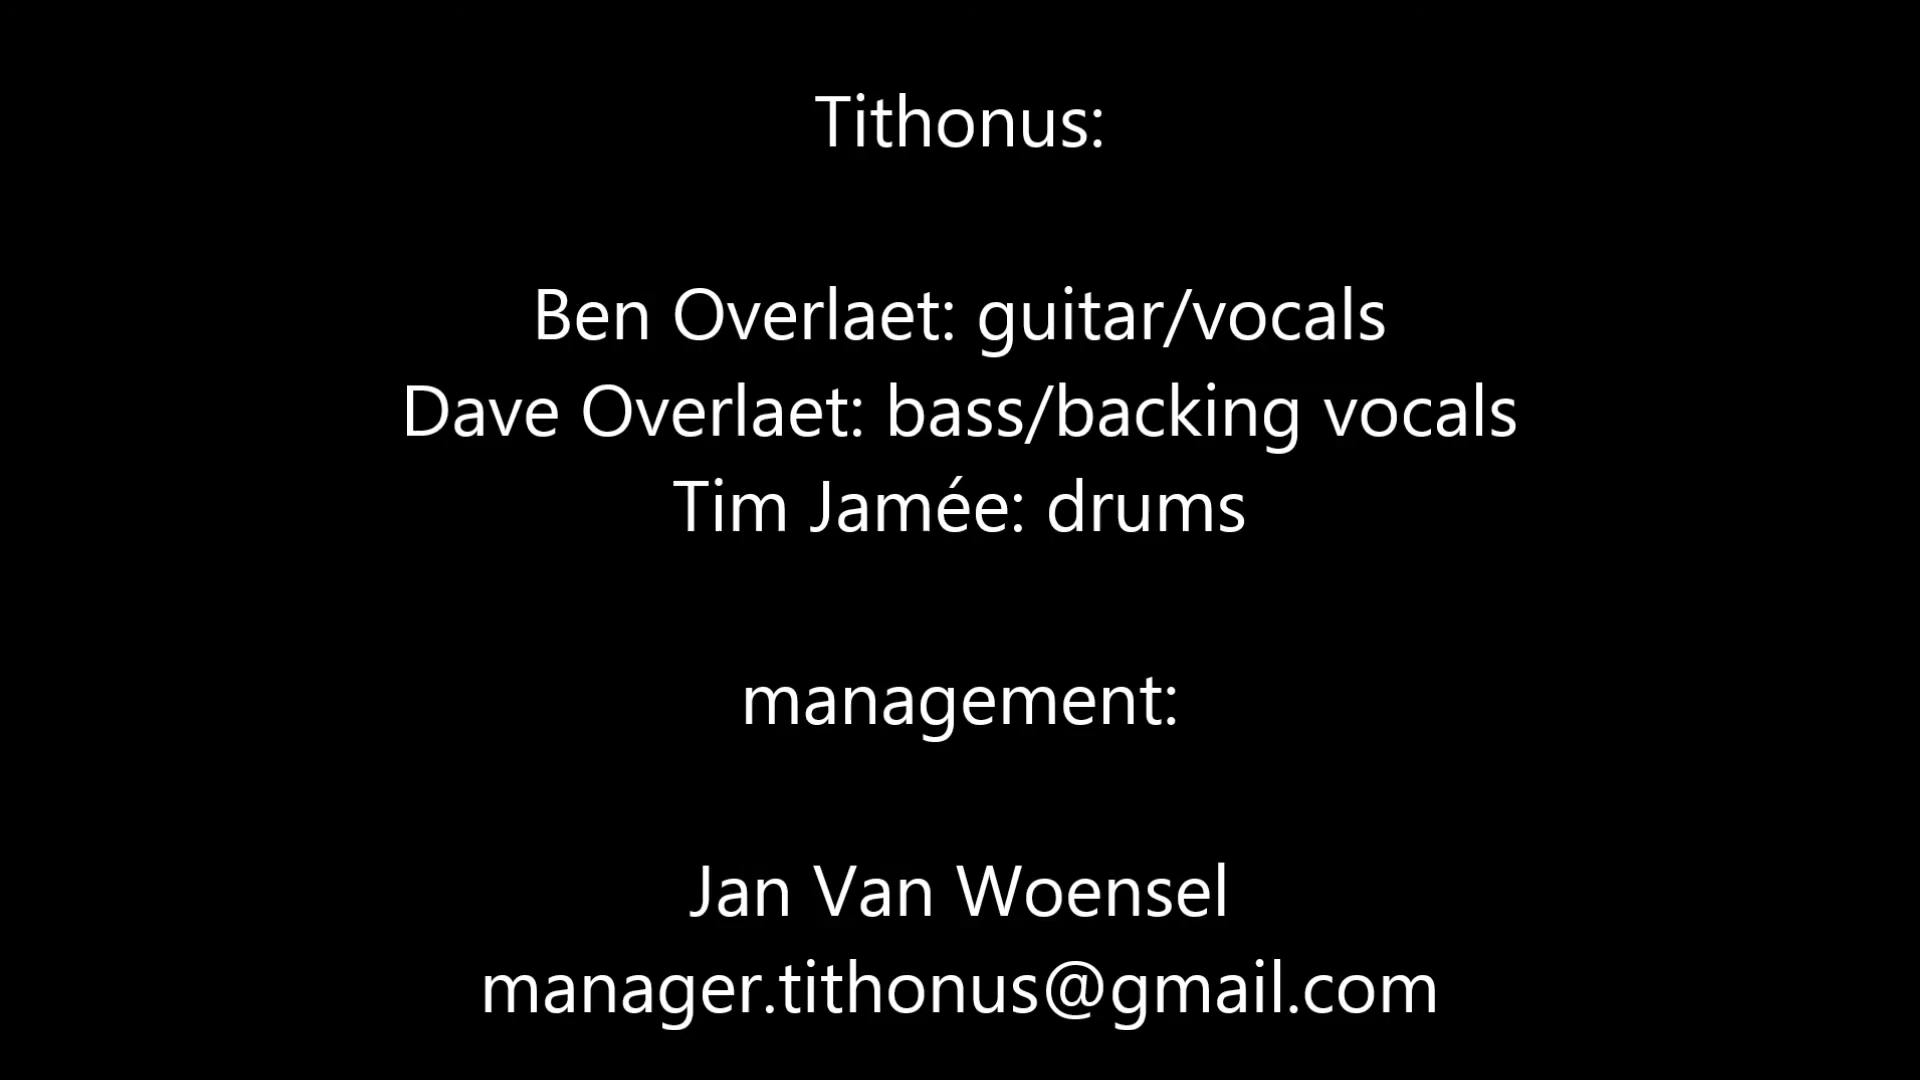 Tithonus:
Ben Overlaet: guitar/vocals
Dave Overlaet: bass/backing vocals
Tim Jamée: drums
management:
Jan Van Woensel
manager.tithonus@gmail.com